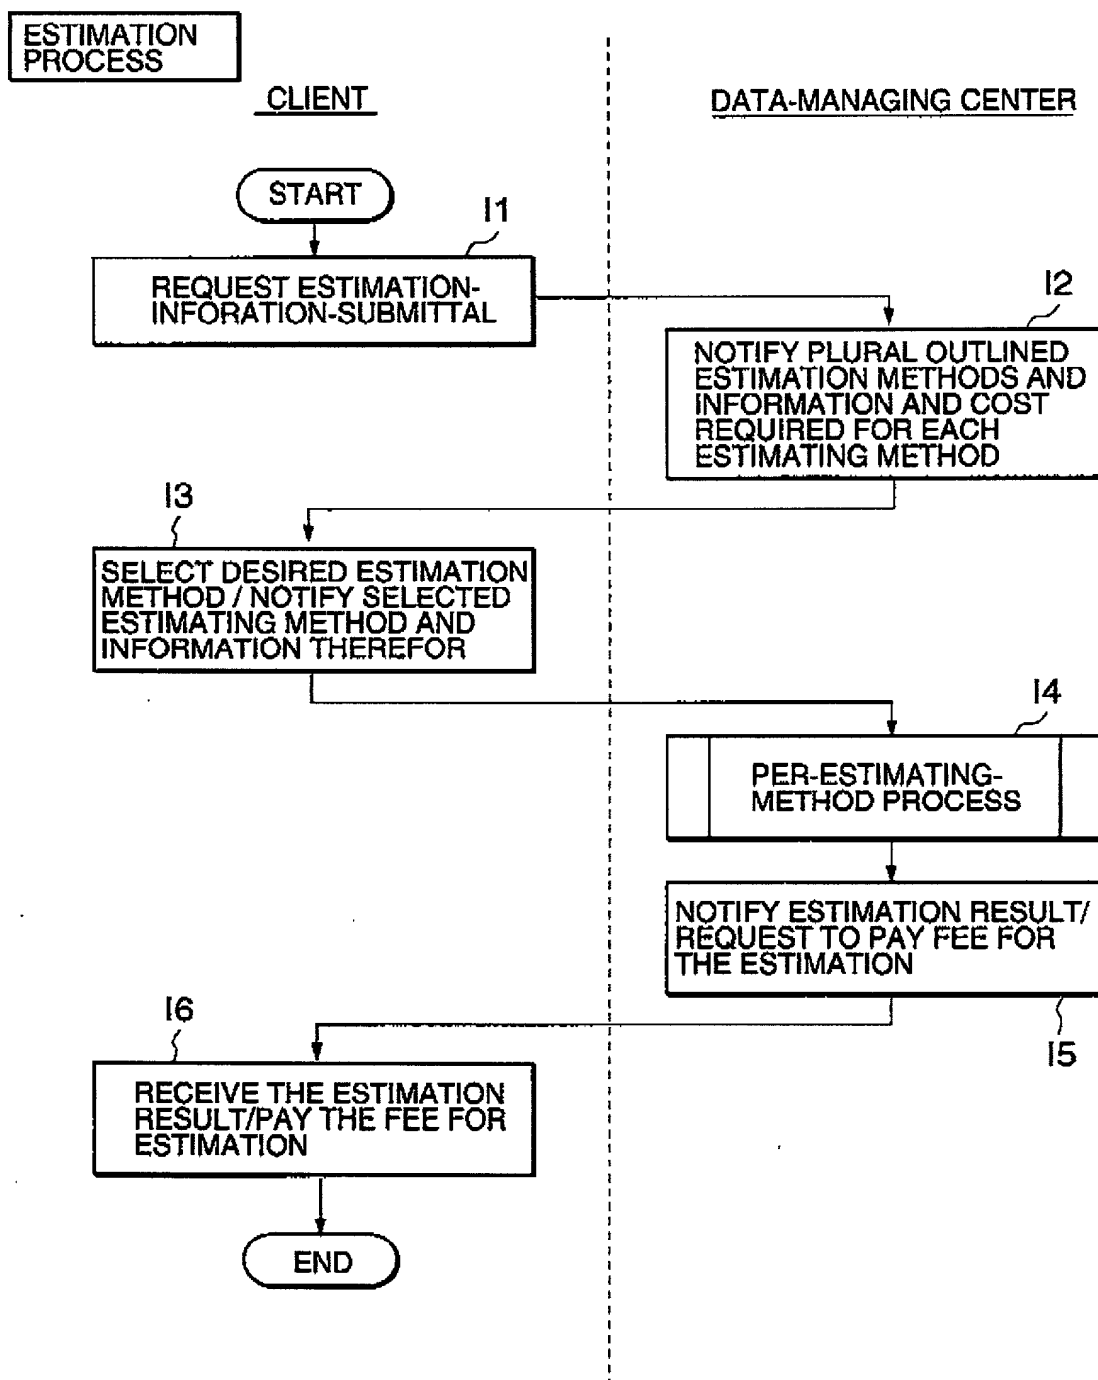 ESTIMATION
PROCESS
CLIENT
DATA-MANAGING CENTER
START
I1
REQUEST ESTIMATION-
INFORATION-SUBMITTAL
I2
NOTIFY PLURAL OUTLINED
ESTIMATION METHODS AND
INFORMATION AND COST
REQUIRED FOR EACH
ESTIMATING METHOD
I3
SELECT DESIRED ESTIMATION
METHOD / NOTIFY SELECTED
ESTIMATING METHOD AND
INFORMATION THEREFOR
I4
PER-ESTIMATING-
METHOD PROCESS
NOTIFY ESTIMATION RESULT/
REQUEST TO PAY FEE FOR
THE ESTIMATION
I5
I6
RECEIVE THE ESTIMATION
RESULT/PAY THE FEE FOR
ESTIMATION
END